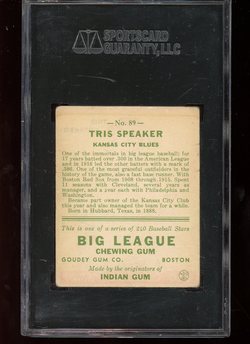 SPORTSCARD
GUARANTY, LLC
—No. 89—
TRIS SPEAKER
KANSAS CITY BLUES
One of the immortals in big league baseball; for
17 years batted over .300 in the American League
and in 1916 led the other batters with a mark of
.386. One of the most graceful outfielders in the
history of the game, also a fast base runner. With
Boston Red Sox from 1908 through 1915. Spent
11 seasons with Cleveland, several years as
manager, and a year each with Philadelphia and
Washington.
Became part owner of the Kansas City Club
this year and also managed the team for a while.
Born in Hubbard, Texas, in 1888.
This is one of a series of 240 Baseball Stars
BIG LEAGUE
CHEWING GUM
GOUDEY GUM CO. BOSTON
Made by the originators of
INDIAN GUM